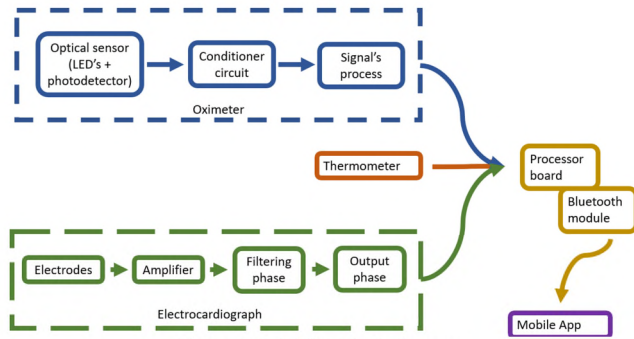 Optical sensor
(LED's +
photodetector)
Conditioner
circuit
Signal's
process
Oximeter
Thermometer
Processor
board
Bluetooth
module
Electrodes
Amplifier
Filtering
phase
Output
phase
Electrocardiograph
Mobile App